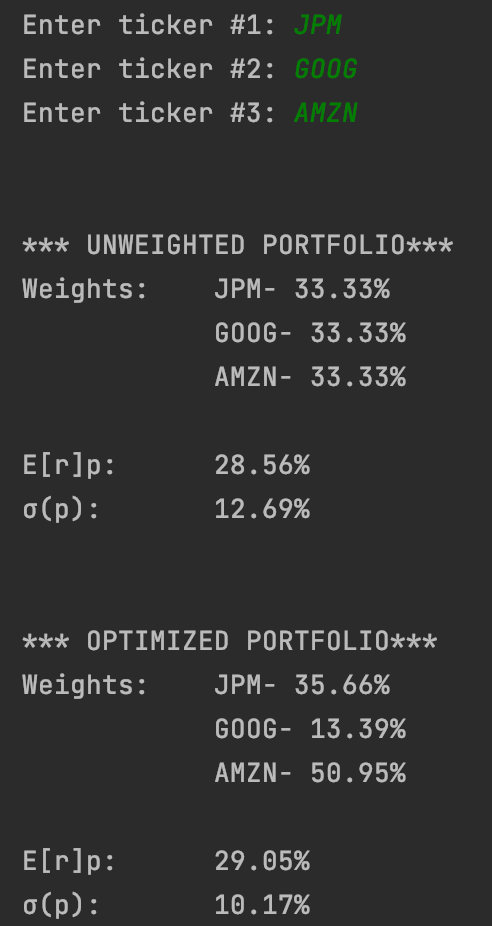 Enter ticker #1: JPM
Enter ticker #2: GOOG
Enter ticker #3: AMZN
*** UNWEIGHTED PORTFOLIO***
Weights: JPM- 33.33%
GOOG- 33.33%
AMZN- 33.33%
E[r]p: 28.56%
σ(p): 12.69%
*** OPTIMIZED PORTFOLIO***
Weights: JPM- 35.66%
GOOG- 13.39%
AMZN- 50.95%
E[r]p: 29.05%
σ(p): 10.17%